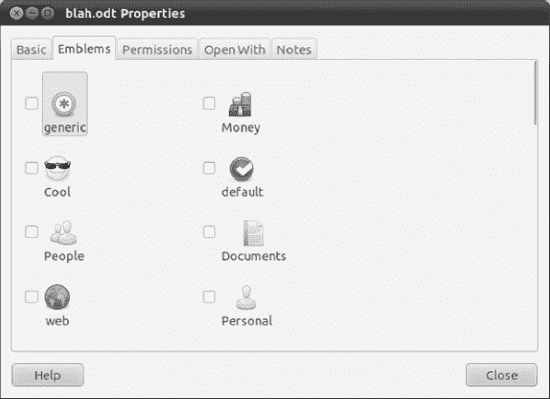 blah.odt Properties
Basic Emblems Permissions Open With Notes
generic Money
Cool default
People Documents
web Personal
Help Close